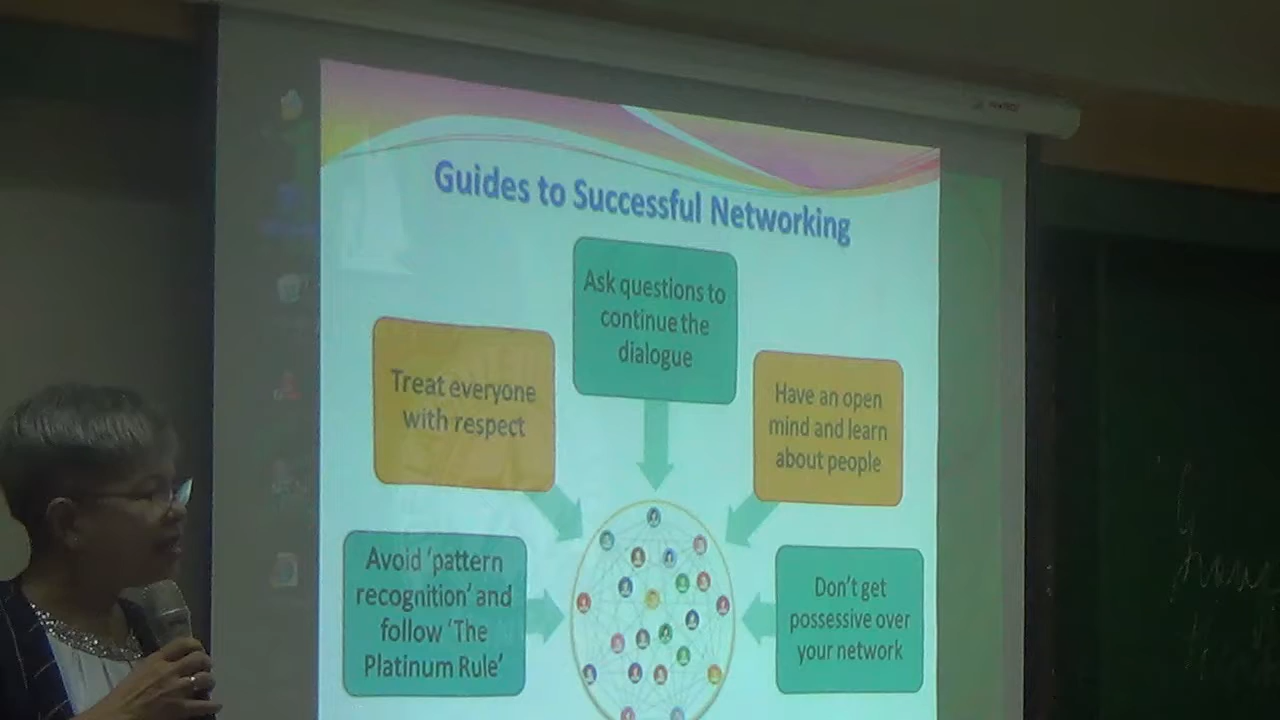 Guides to Successful Networking
Ask questions to
continue the
dialogue
Treat everyone
with respect
Have an open
mind and learn
about people
Avoid ‘pattern
recognition’ and
follow ‘The
Platinum Rule’
Don’t get
possessive over
your network